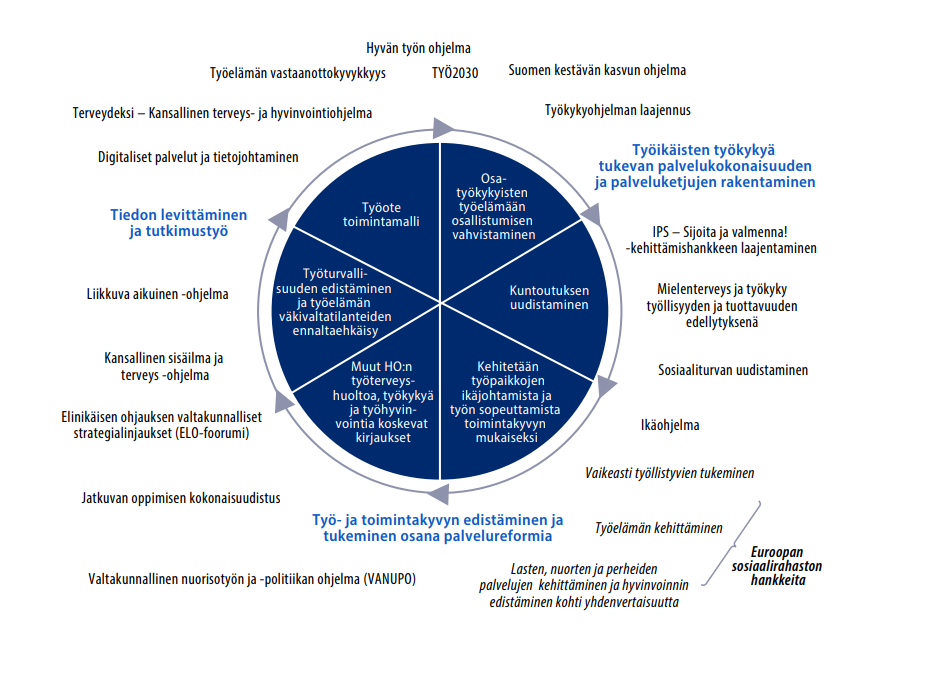 Hyvän työn ohjelma
Työelämän vastaanottokyvykkyys
TYÖ2030
Suomen kestävän kasvun ohjelma
Terveydeksi – Kansallinen terveys- ja hyvinvointiohjelma
Työkykyohjelman laajennus
Digitaliset palvelut ja tietojohtaminen
Työikäisten työkykyä
tukevan palvelukokonaisuuden
ja palveluketjujen rakentaminen
Tiedon levittäminen
ja tutkimustyö
IPS – Sijoita ja valmenna!
-kehittämishankkeen laajentaminen
Liikkuva aikuinen -ohjelma
Mielenterveys ja työkyky
työllisyyden ja tuottavuuden
edellytyksenä
Kansallinen sisäilma ja
terveys -ohjelma
Sosiaaliturvan uudistaminen
Elinikäisen ohjauksen valtakunnalliset
strategialinjaukset (ELO-foorumi)
Ikäohjelma
Jatkuvan oppimisen kokonaisuudistus
Vaikeasti työllistyvien tukeminen
Työ- ja toimintakyvyn edistäminen ja
tukeminen osana palvelureformia
Työelämän kehittäminen
Valtakunnallinen nuorisotyön ja -politiikan ohjelma (VANUPO)
Lasten, nuorten ja perheiden
palvelujen kehittäminen ja hyvinvoinnin
edistäminen kohti yhdenvertaisuutta
Euroopan
sosiaalirahaston
hankkeita
Työote
toimintamalli
Osa-
työkykyisten
työelämään
osallistumisen
vahvistaminen
Kuntoutuksen
uudistaminen
Kehitetään
työpaikkojen
ikäjohtamista ja
työn sopeuttamista
toimintakyvyn
mukaiseksi
Muut HO:n
työterveys-
huoltoa, työkykyä
ja työhyvin-
vointia koskevat
kirjaukset
Työturvalli-
suuden edistäminen
ja työelämän
väkivaltatilanteiden
ennaltaehkäisy